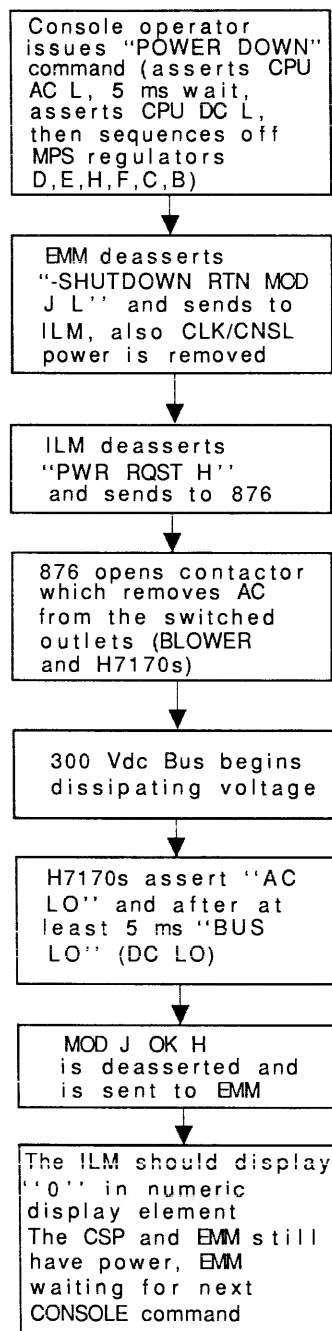 Console operator
issues “POWER DOWN”
command (asserts CPU
AC L, 5 ms wait,
asserts CPU DC L,
then sequences off
MPS regulators
D,E,H,F,C,B)
EMM deasserts
“-SHUTDOWN RTN MOD
J L’’ and sends to
ILM, also CLK/CNSL
power is removed
ILM deasserts
“PWR RQST H’’
and sends to 876
876 opens contactor
which removes AC
from the switched
outlets (BLOWER
and H7170s)
300 Vdc Bus begins
dissipating voltage
H7170s assert “AC
LO’’ and after at
least 5 ms “BUS
LO’’ (DC LO)
MOD J OK H
is deasserted and
is sent to EMM
The ILM should display
‘‘0’’ in numeric
display element
The CSP and EMM still
have power, EMM
waiting for next
CONSOLE command